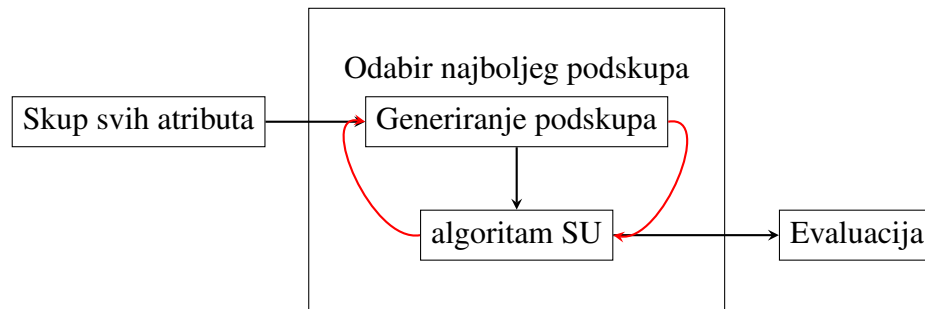 Odabir najboljeg podskupa
Skup svih atributa
Generiranje podskupa
algoritam SU
Evaluacija